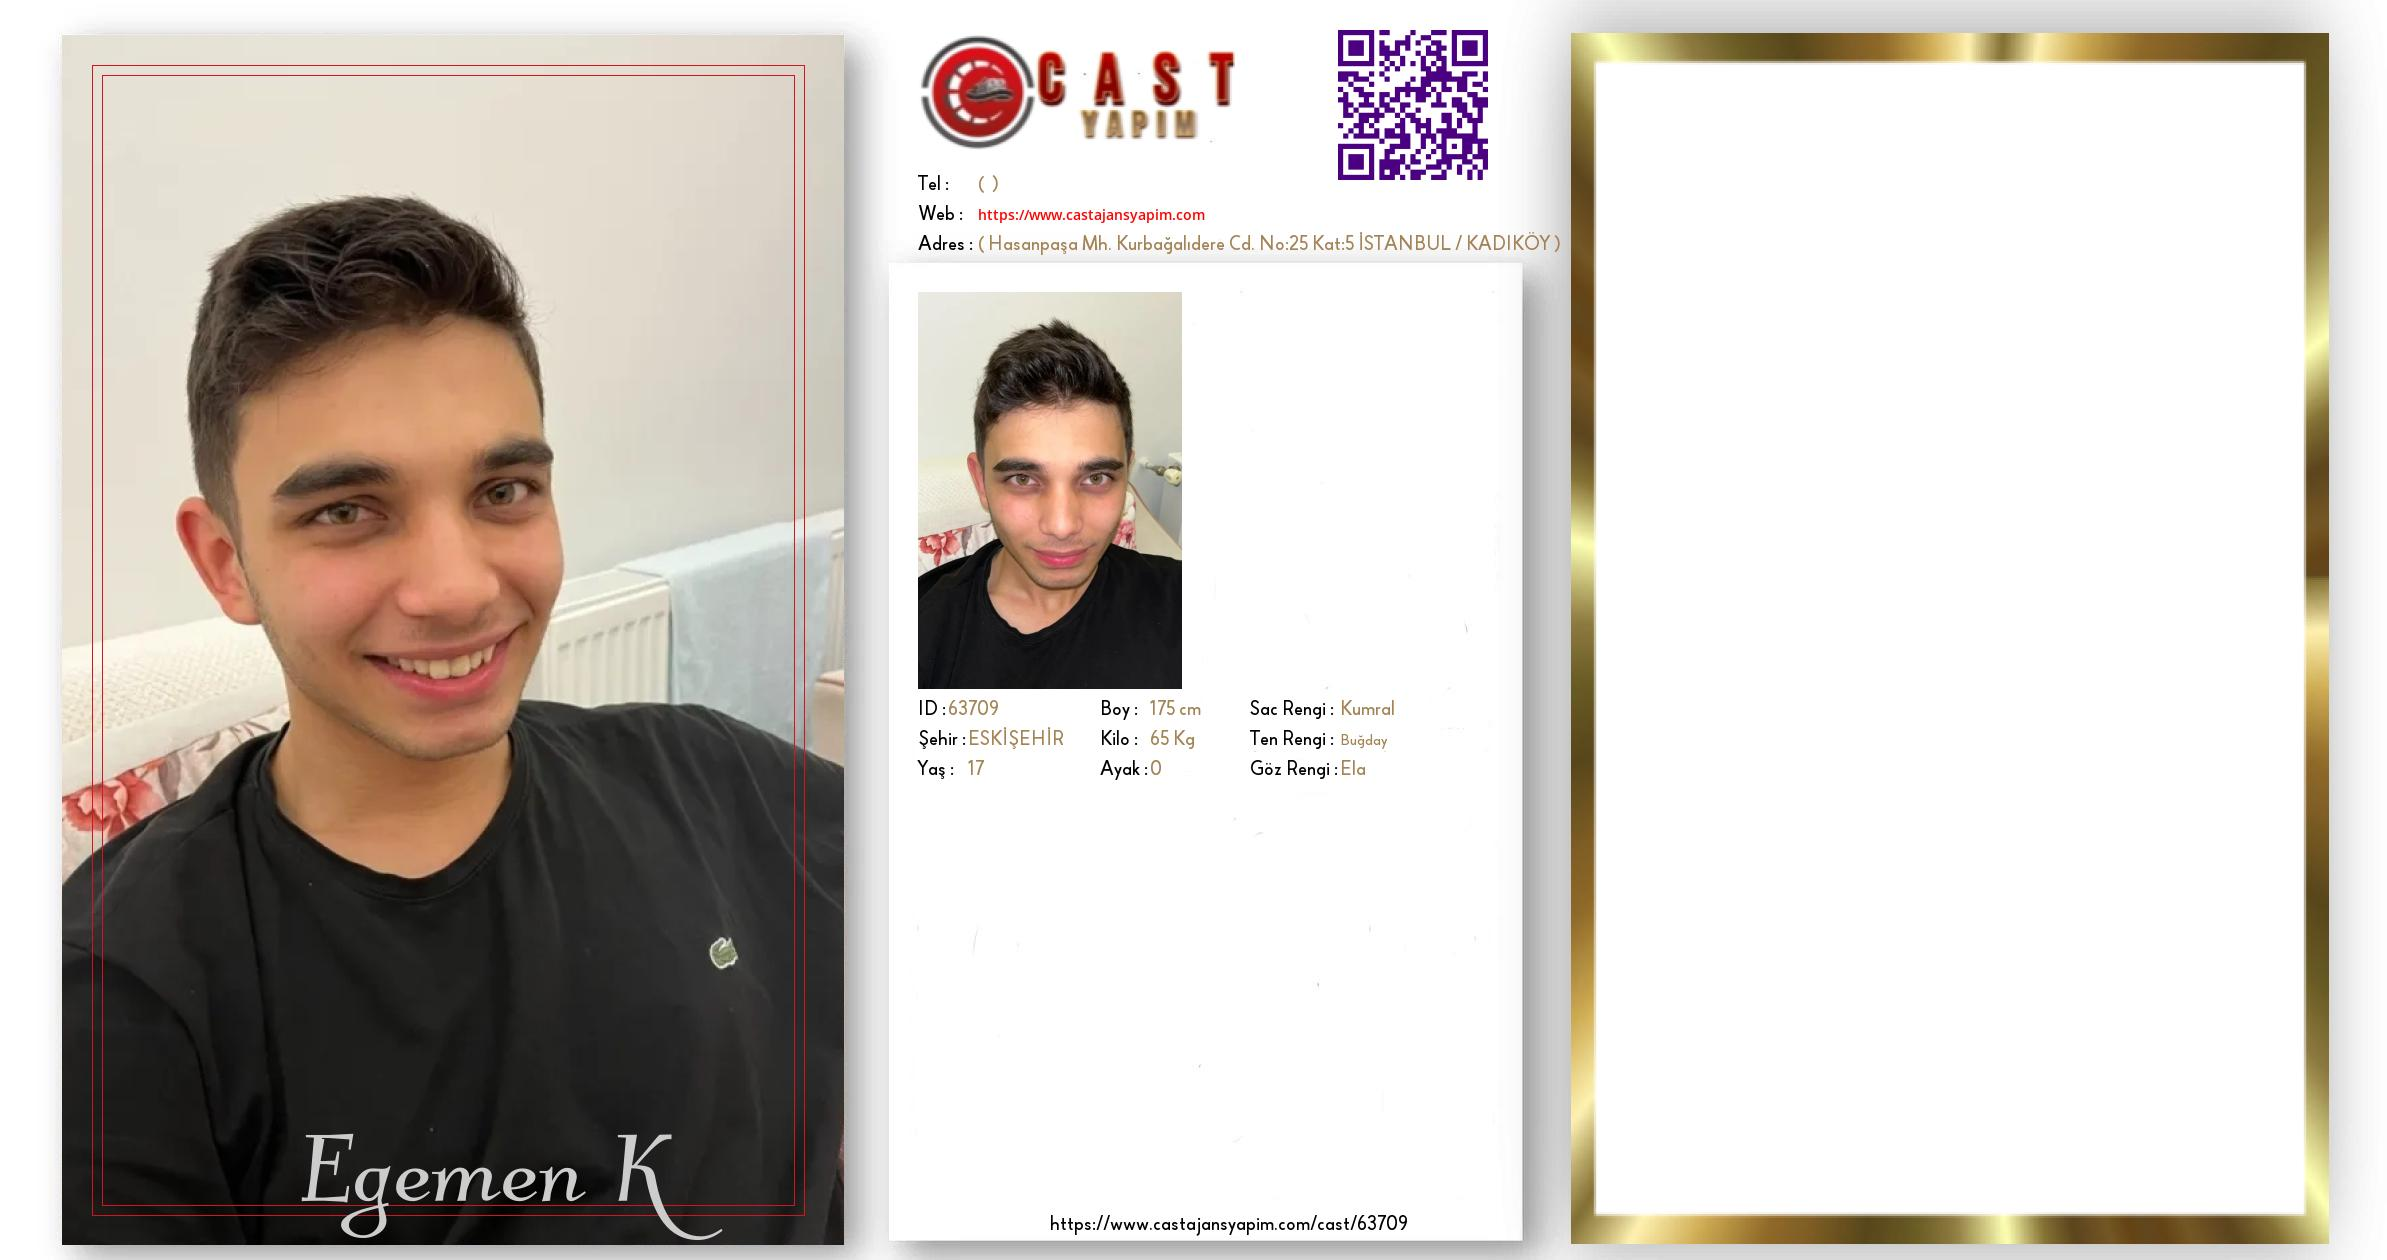 Egemen K
CAST
YAPIM
Tel : ( )
Web : https://www.castajansyapim.com
Adres : ( Hasanpaşa Mh. Kurbağalıdere Cd. No:25 Kat:5 İSTANBUL / KADIKÖY )
ID : 63709 Boy : 175 cm Sac Rengi : Kumral
Şehir : ESKİŞEHİR Kilo : 65 Kg Ten Rengi : Buğday
Yaş : 17 Ayak : 0 Göz Rengi : Ela
https://www.castajansyapim.com/cast/63709